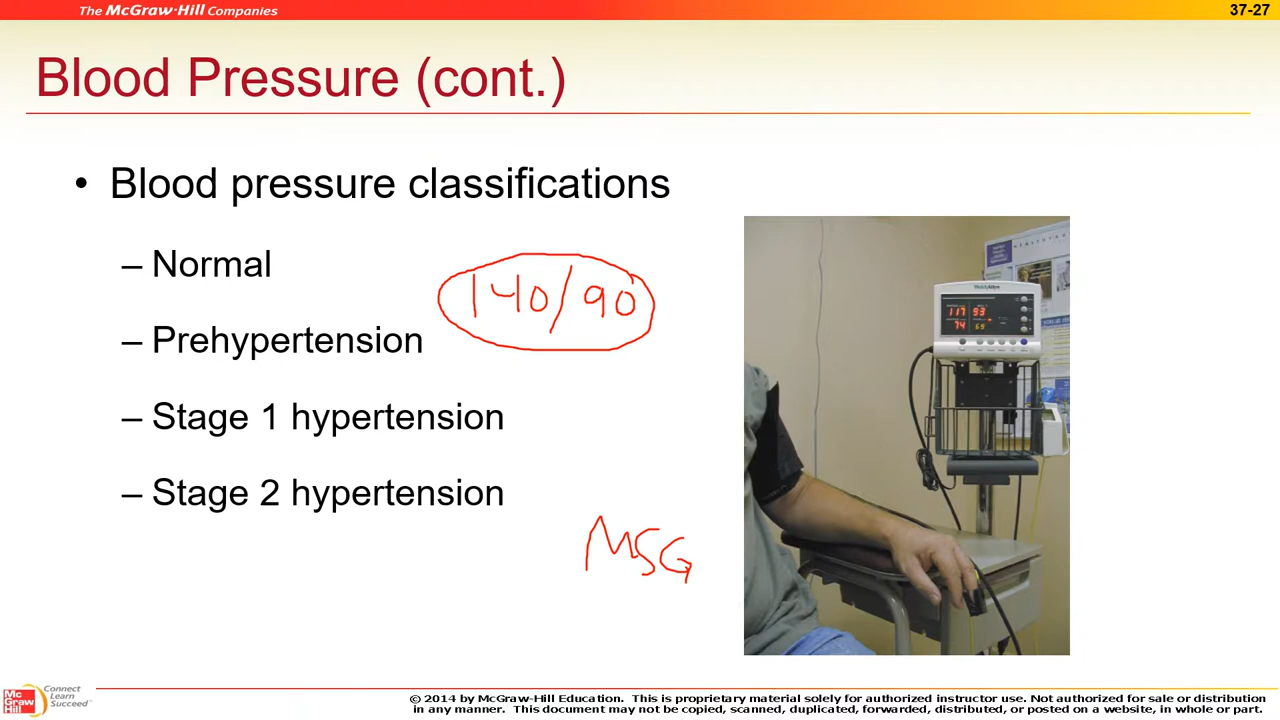 The McGraw-Hill Companies
37-27
Blood Pressure (cont.)
• Blood pressure classifications
– Normal
140/90
– Prehypertension
– Stage 1 hypertension
– Stage 2 hypertension
MSG
WelchAllyn
117 93
74 69
Mc
Graw
Hill
Connect
Learn
Succeed™
© 2014 by McGraw-Hill Education. This is proprietary material solely for authorized instructor use. Not authorized for sale or distribution
in any manner. This document may not be copied, scanned, duplicated, forwarded, distributed, or posted on a website, in whole or part.